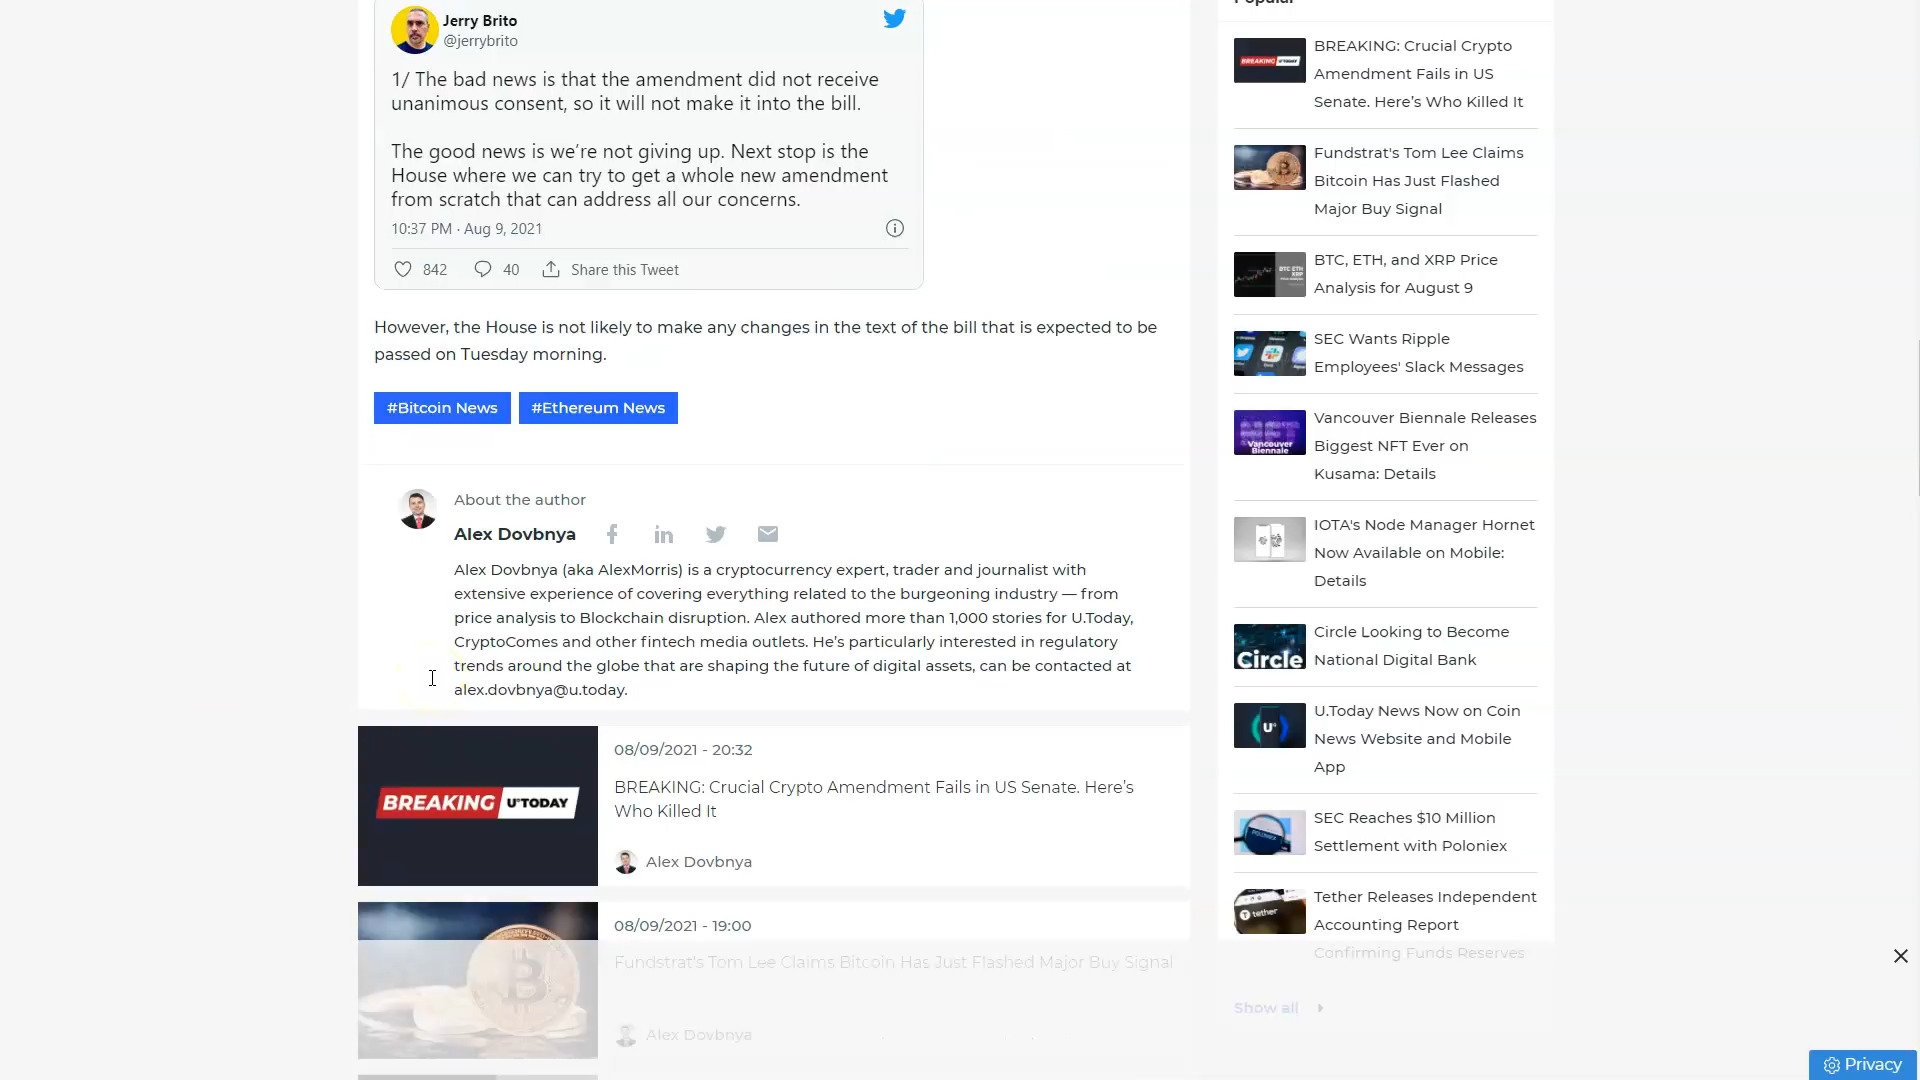 Jerry Brito
@jerrybrito
1/ The bad news is that the amendment did not receive
unanimous consent, so it will not make it into the bill.
The good news is we’re not giving up. Next stop is the
House where we can try to get a whole new amendment
from scratch that can address all our concerns.
10:37 PM · Aug 9, 2021
842 40 Share this Tweet
However, the House is not likely to make any changes in the text of the bill that is expected to be
passed on Tuesday morning.
#Bitcoin News #Ethereum News
About the author
Alex Dovbnya
Alex Dovbnya (aka AlexMorris) is a cryptocurrency expert, trader and journalist with
extensive experience of covering everything related to the burgeoning industry — from
price analysis to Blockchain disruption. Alex authored more than 1,000 stories for U.Today,
CryptoComes and other fintech media outlets. He’s particularly interested in regulatory
trends around the globe that are shaping the future of digital assets, can be contacted at
alex.dovbnya@u.today.
BREAKING U°TODAY
08/09/2021 - 20:32
BREAKING: Crucial Crypto Amendment Fails in US Senate. Here’s
Who Killed It
Alex Dovbnya
08/09/2021 - 19:00
Fundstrat's Tom Lee Claims Bitcoin Has Just Flashed Major Buy Signal
Alex Dovbnya
Popular
BREAKING U°TODAY
BREAKING: Crucial Crypto
Amendment Fails in US
Senate. Here’s Who Killed It
Fundstrat's Tom Lee Claims
Bitcoin Has Just Flashed
Major Buy Signal
BTC ETH
XRP
BTC, ETH, and XRP Price
Analysis for August 9
SEC Wants Ripple
Employees' Slack Messages
Vancouver
Biennale
Vancouver Biennale Releases
Biggest NFT Ever on
Kusama: Details
IOTA's Node Manager Hornet
Now Available on Mobile:
Details
Circle
Circle Looking to Become
National Digital Bank
U°
U.Today News Now on Coin
News Website and Mobile
App
POLONIEX
SEC Reaches $10 Million
Settlement with Poloniex
tether
Tether Releases Independent
Accounting Report
Confirming Funds Reserves
Show all
Privacy